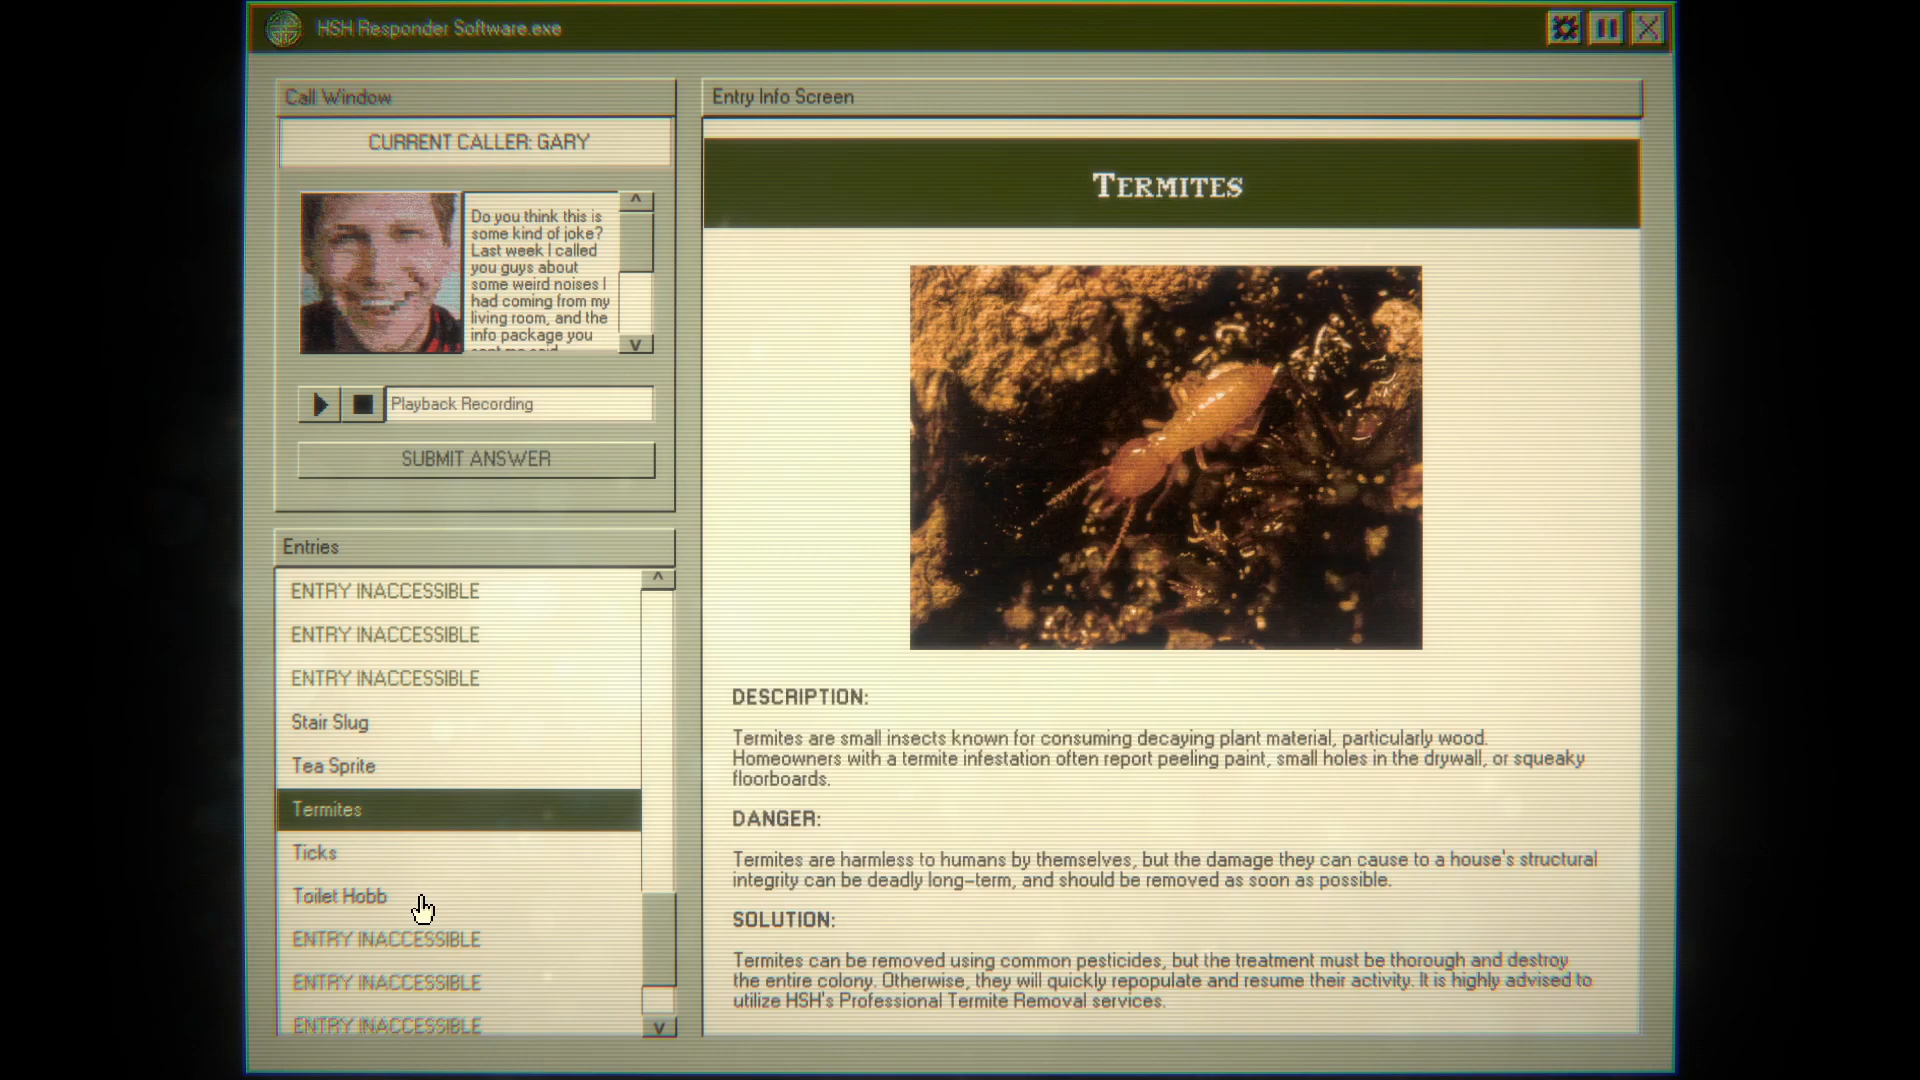 HSH Responder Software.exe
Call Window
CURRENT CALLER: GARY
Do you think this is
some kind of joke?
Last week I called
you guys about
some weird noises I
had coming from my
living room, and the
info package you
Playback Recording
SUBMIT ANSWER
Entries
ENTRY INACCESSIBLE
ENTRY INACCESSIBLE
ENTRY INACCESSIBLE
Stair Slug
Tea Sprite
Termites
Ticks
Toilet Hobb
ENTRY INACCESSIBLE
ENTRY INACCESSIBLE
ENTRY INACCESSIBLE
Entry Info Screen
TERMITES
DESCRIPTION:
Termites are small insects known for consuming decaying plant material, particularly wood.
Homeowners with a termite infestation often report peeling paint, small holes in the drywall, or squeaky
floorboards.
DANGER:
Termites are harmless to humans by themselves, but the damage they can cause to a house's structural
integrity can be deadly long-term, and should be removed as soon as possible.
SOLUTION:
Termites can be removed using common pesticides, but the treatment must be thorough and destroy
the entire colony. Otherwise, they will quickly repopulate and resume their activity. It is highly advised to
utilize HSH's Professional Termite Removal services.